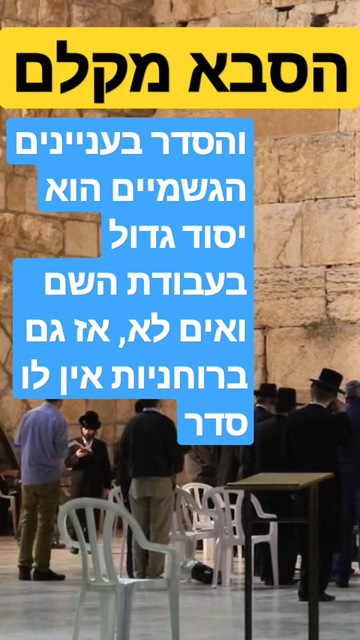 הסבא מקלם
והסדר בעניינים
הגשמיים הוא
יסוד גדול
בעבודת השם
ואים לא, אז גם
ברוחניות אין לו
סדר